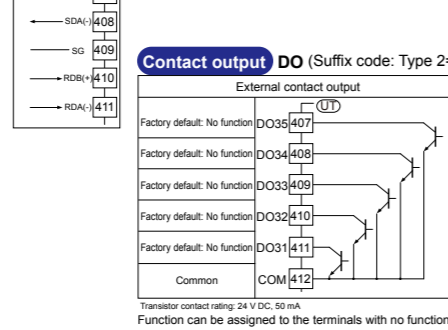 SDA(-) 408
SG 409
RDB(+) 410
RDA(-) 411
Contact output DO (Suffix code: Type 2=
External contact output
UT
Factory default: No function DO35 407
Factory default: No function DO34 408
Factory default: No function DO33 409
Factory default: No function DO32 410
Factory default: No function DO31 411
Common COM 412
Transistor contact rating: 24 V DC, 50 mA
Function can be assigned to the terminals with no function